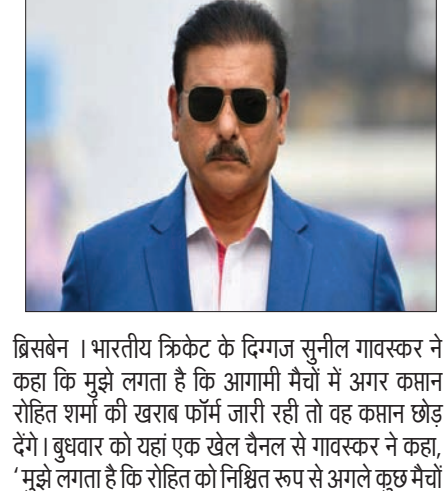 ब्रिसबेन । भारतीय क्रिकेट के दिग्गज सुनील गावस्कर ने
कहा कि मुझे लगता है कि आगामी मैचों में अगर कप्तान
रोहित शर्मा की खराब फॉर्म जारी रही तो वह कप्तान छोड़
देंगे । बुधवार को यहां एक खेल चैनल से गावस्कर ने कहा,
‘मुझे लगता है कि रोहित को निश्चित रूप से अगले कुछ मैचों